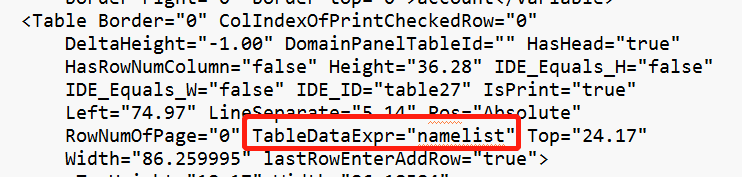 <Table Border="0" ColIndexOfPrintCheckedRow="0"
DeltaHeight="-1.00" DomainPanelTableId="" HasHead="true"
HasRowNumColumn="false" Height="36.28" IDE_Equals_H="false"
IDE_Equals_W="false" IDE_ID="table27" IsPrint="true"
Left="74.97" LineSeparate="5.14" Pos="Absolute"
RowNumOfPage="0" TableDataExpr="namelist" Top="24.17"
Width="86.259995" lastRowEnterAddRow="true">